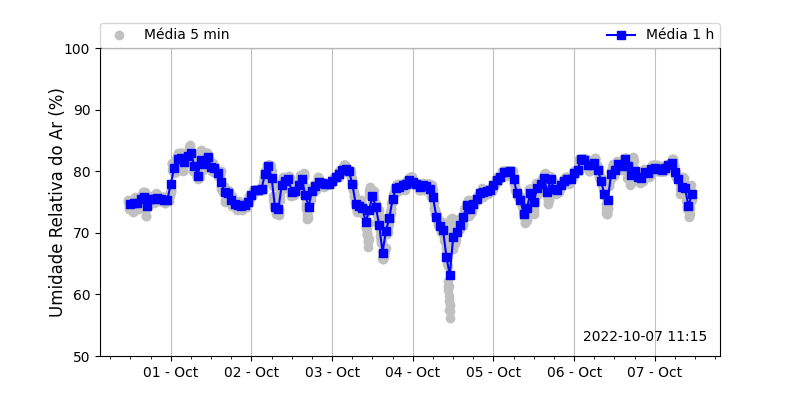 Média 5 min
Média 1 h
Umidade Relativa do Ar (%)
100
90
80
70
60
50
2022-10-07 11:15
01 - Oct
02 - Oct
03 - Oct
04 - Oct
05 - Oct
06 - Oct
07 - Oct